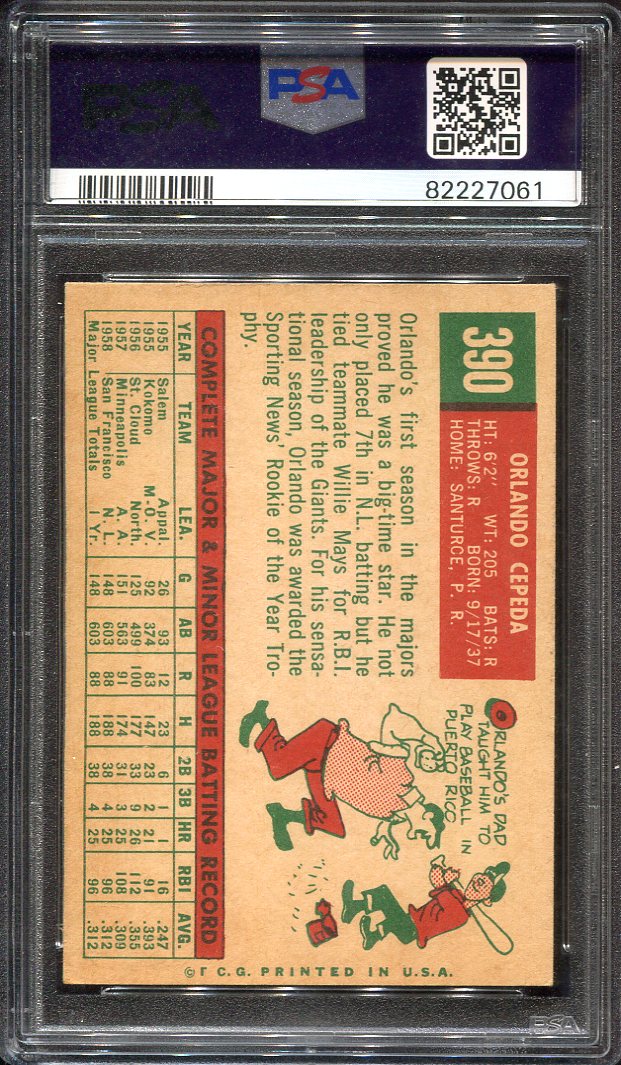 PSA
PSA
82227061
390
ORLANDO CEPEDA
HT: 6'2" WT: 205 BATS: R
THROWS: R BORN: 9/17/37
HOME: SANTURCE, P. R.
Orlando's first season in the majors
proved he was a big-time star. He not
only placed 7th in N.L. batting but he
tied teammate Willie Mays for R.B.I.
leadership of the Giants. For his sensa-
tional season, Orlando was awarded the
Sporting News' Rookie of the Year Tro-
phy.
ORLANDO'S DAD
TAUGHT HIM TO
PLAY BASEBALL IN
PUERTO RICO
COMPLETE MAJOR & MINOR LEAGUE BATTING RECORD
YEAR TEAM LEA. G AB R H 2B 3B HR RBI AVG.
1955 Salem Appal. 26 93 12 23 6 1 1 16 .247
1955 Kokomo M.O.V. 92 374 83 147 23 2 21 91 .393
1956 St. Cloud North. 125 499 100 177 33 9 26 112 .355
1957 Minneapolis A. A. 151 563 91 174 31 3 25 108 .309
1958 San Francisco N. L. 148 603 88 188 38 4 25 96 .312
Major League Totals 1 Yr. 148 603 88 188 38 4 25 96 .312
©T.C.G. PRINTED IN U.S.A.
PSA